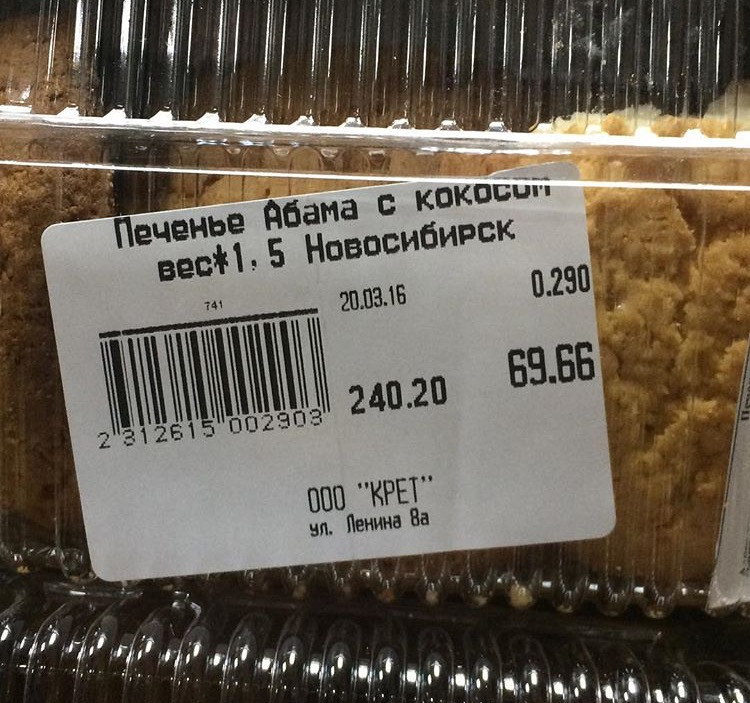 Печенье Абама с кокосом
вес*1,5 Новосибирск
741
20.03.16
0.290
2 312615 002903
240.20
69.66
ООО "КРЕТ"
ул. Ленина 8а